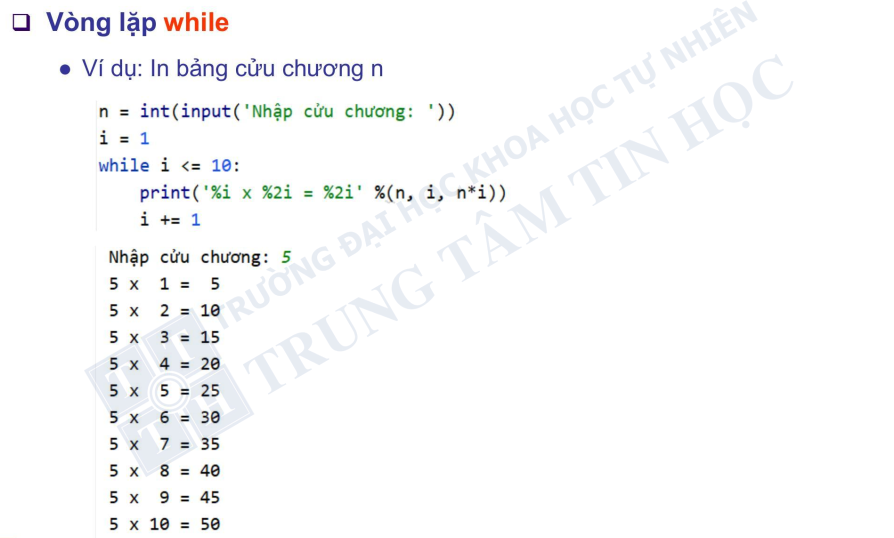 Vòng lặp while
Ví dụ: In bảng cửu chương n
n = int(input('Nhập cửu chương: '))
i = 1
while i <= 10:
    print('%i x %2i = %2i' %(n, i, n*i))
    i += 1
Nhập cửu chương: 5
5 x  1 =  5
5 x  2 = 10
5 x  3 = 15
5 x  4 = 20
5 x  5 = 25
5 x  6 = 30
5 x  7 = 35
5 x  8 = 40
5 x  9 = 45
5 x 10 = 50
TRƯỜNG ĐẠI HỌC KHOA HỌC TỰ NHIÊN
TRUNG TÂM TIN HỌC